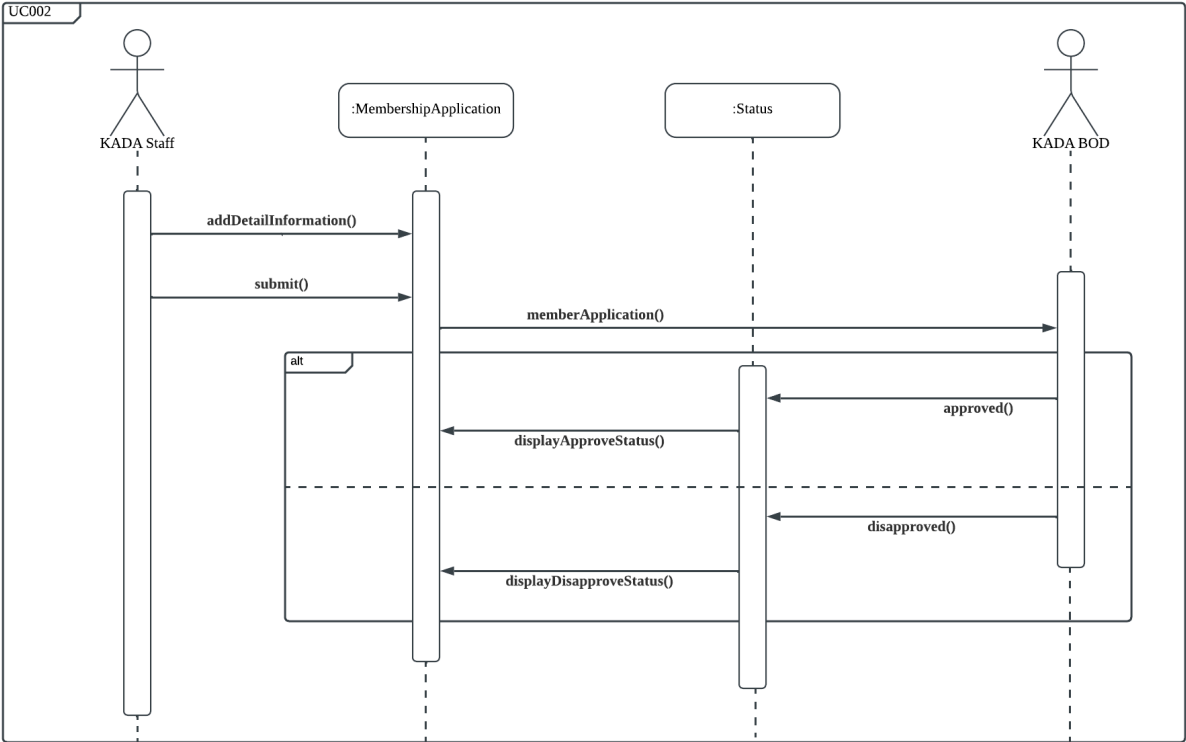 UC002
KADA Staff
:MembershipApplication
:Status
KADA BOD
addDetailInformation()
submit()
memberApplication()
alt
approved()
displayApproveStatus()
disapproved()
displayDisapproveStatus()